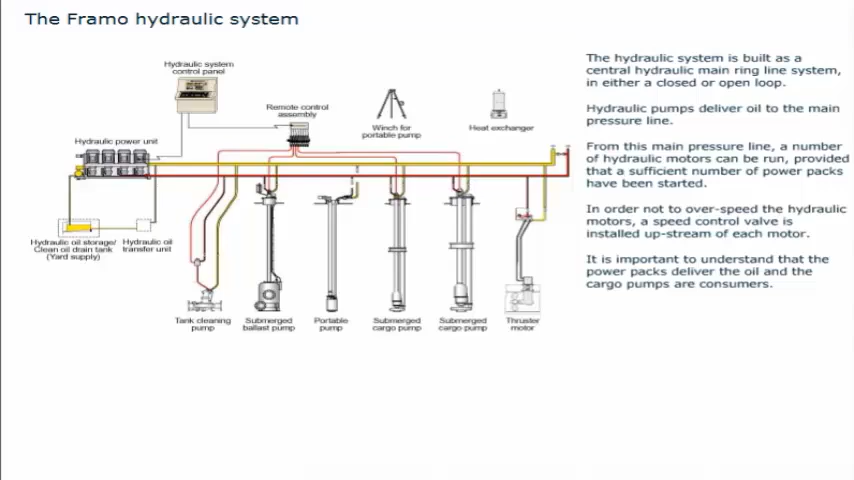 The Framo hydraulic system
Hydraulic system
control panel
Remote control
assembly
Winch for
portable pump
Heat exchanger
Hydraulic power unit
Hydraulic oil storage/
Clean oil drain tank
(Yard supply)
Hydraulic oil
transfer unit
Tank cleaning
pump
Submerged
ballast pump
Portable
pump
Submerged
cargo pump
Submerged
cargo pump
Thruster
motor
The hydraulic system is built as a
central hydraulic main ring line system,
in either a closed or open loop.
Hydraulic pumps deliver oil to the main
pressure line.
From this main pressure line, a number
of hydraulic motors can be run, provided
that a sufficient number of power packs
have been started.
In order not to over-speed the hydraulic
motors, a speed control valve is
installed up-stream of each motor.
It is important to understand that the
power packs deliver the oil and the
cargo pumps are consumers.